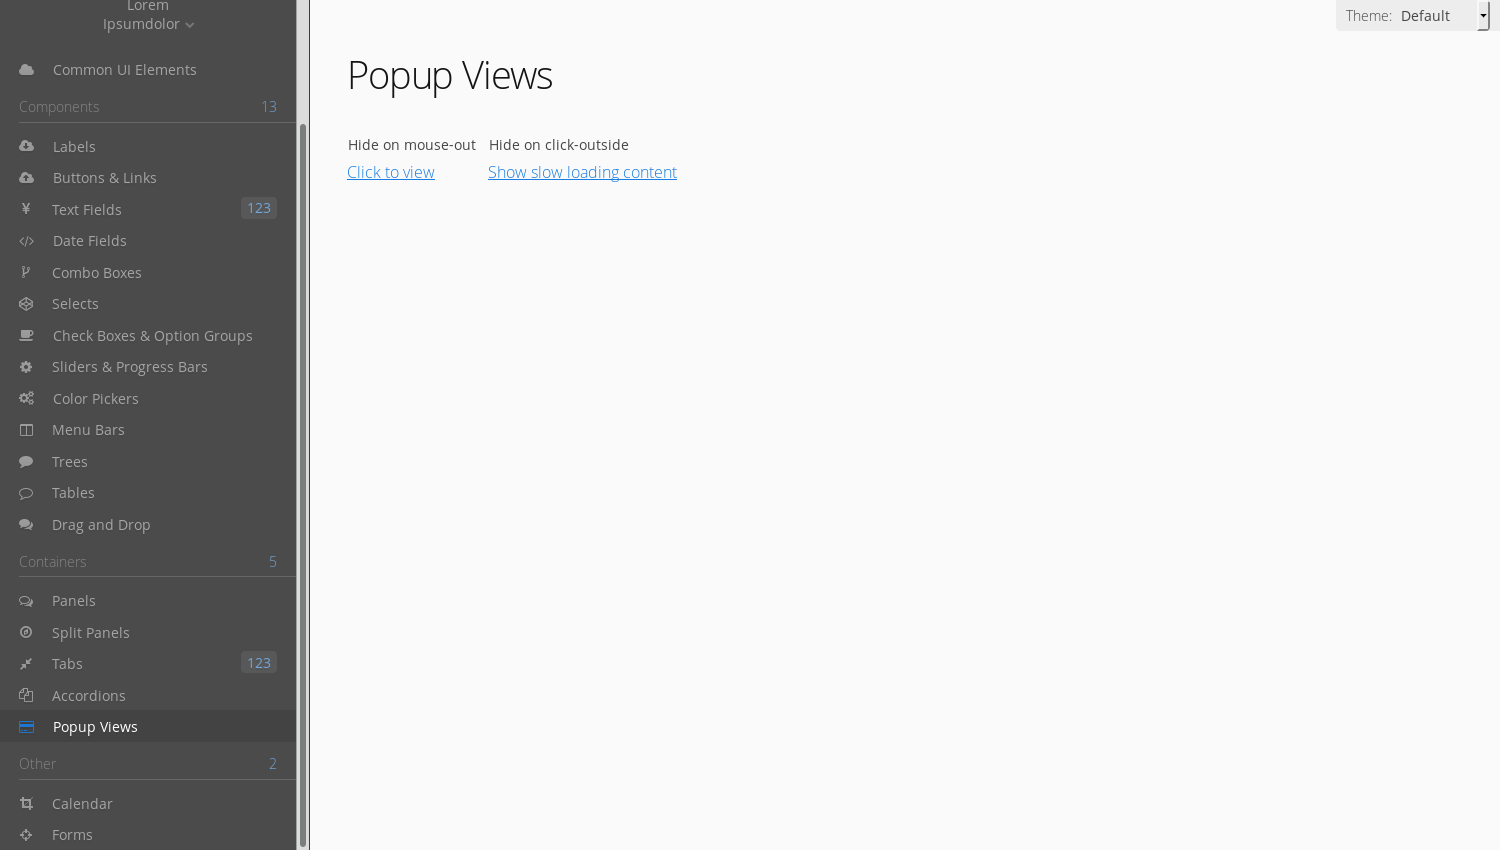 Lorem
Ipsumdolor
Common UI Elements
Components 13
Labels
Buttons & Links
Text Fields 123
Date Fields
Combo Boxes
Selects
Check Boxes & Option Groups
Sliders & Progress Bars
Color Pickers
Menu Bars
Trees
Tables
Drag and Drop
Containers 5
Panels
Split Panels
Tabs 123
Accordions
Popup Views
Other 2
Calendar
Forms
Theme: Default
Popup Views
Hide on mouse-out Hide on click-outside
Click to view Show slow loading content